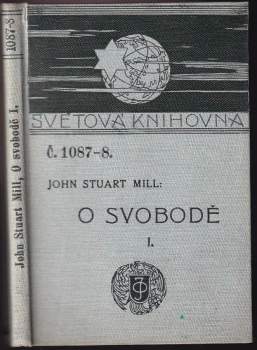 1087-8
John Stuart Mill, O svobodě I.
SVĚTOVÁ KNIHOVNA
Č. 1087-8.
JOHN STUART MILL:
O SVOBODĚ
I.